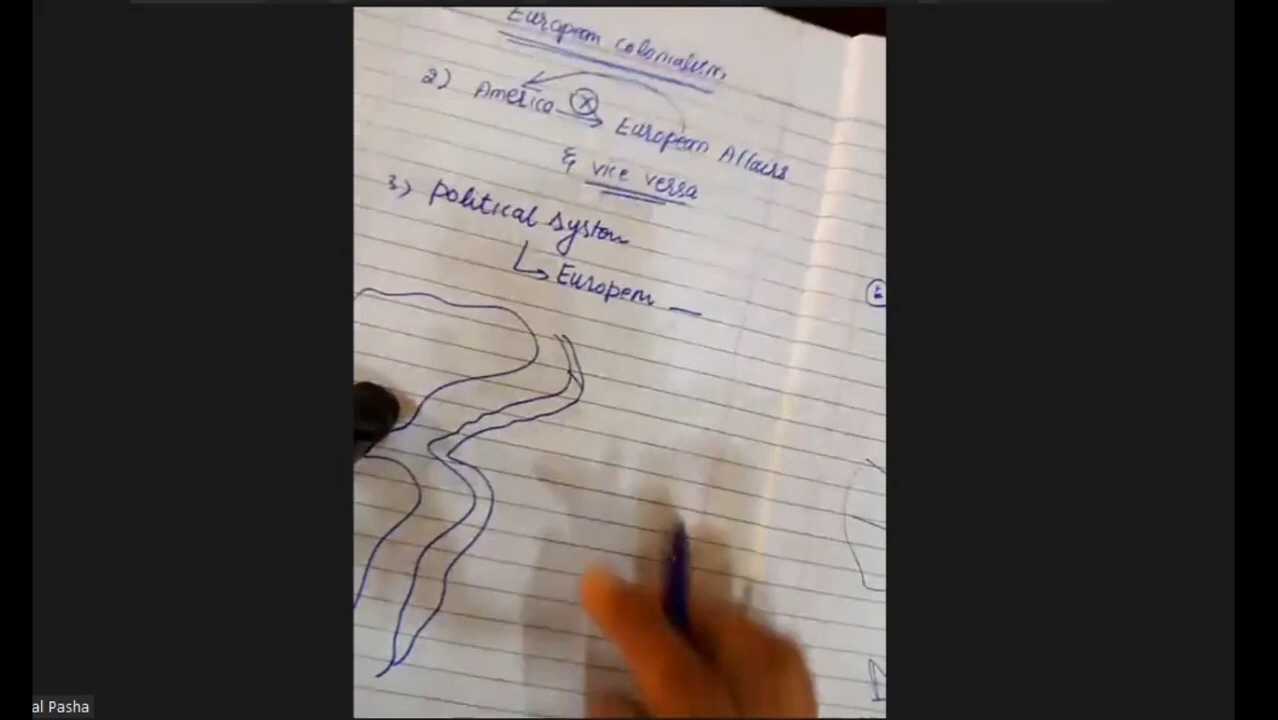 European colonialism,
2) America (X) European Affairs
& vice versa
3) political system
European
al Pasha